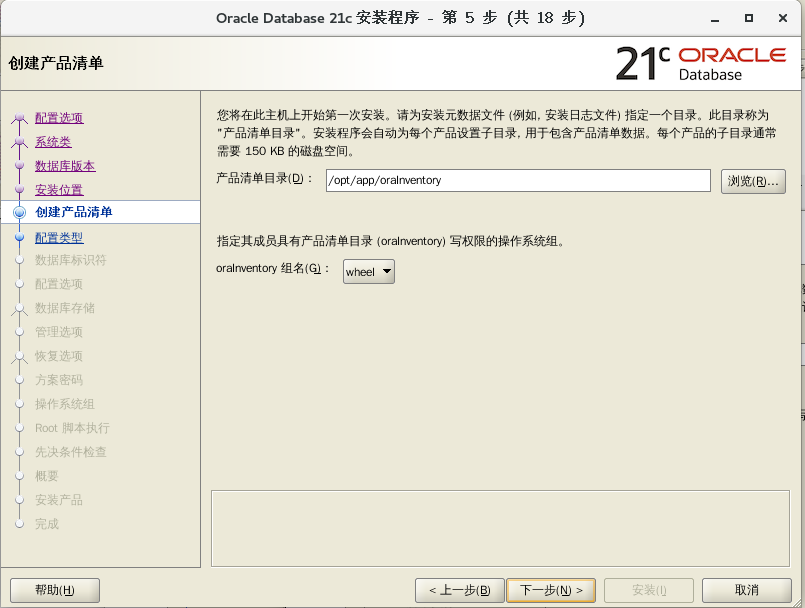 Oracle Database 21c 安装程序 - 第 5 步 (共 18 步)
创建产品清单
21c ORACLE
Database
配置选项
系统类
数据库版本
安装位置
创建产品清单
配置类型
数据库标识符
配置选项
数据库存储
管理选项
恢复选项
方案密码
操作系统组
Root 脚本执行
先决条件检查
概要
安装产品
完成
您将在此主机上开始第一次安装。请为安装元数据文件 (例如, 安装日志文件) 指定一个目录。此目录称为
"产品清单目录"。安装程序会自动为每个产品设置子目录, 用于包含产品清单数据。每个产品的子目录通常
需要 150 KB 的磁盘空间。
产品清单目录(D): /opt/app/oraInventory 浏览(R)...
指定其成员具有产品清单目录 (oraInventory) 写权限的操作系统组。
oraInventory 组名(G): wheel
帮助(H) < 上一步(B) 下一步(N) > 安装(I) 取消